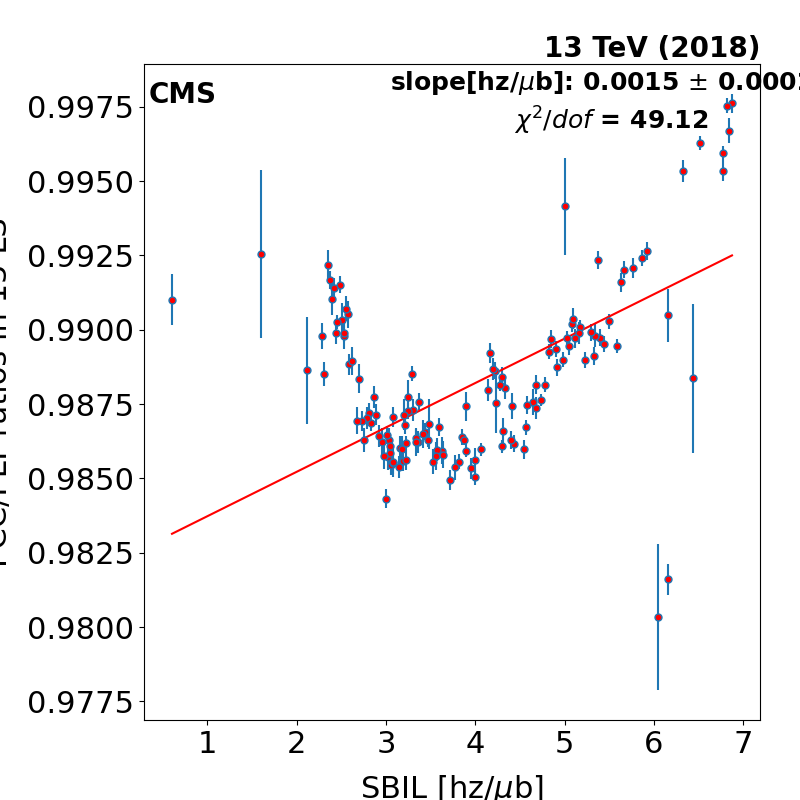 13 TeV (2018)
CMS
slope[hz/μb]: 0.0015 ± 0.000
χ²/dof = 49.12
0.9975
0.9950
0.9925
0.9900
0.9875
0.9850
0.9825
0.9800
0.9775
1 2 3 4 5 6 7
SBIL [hz/μb]